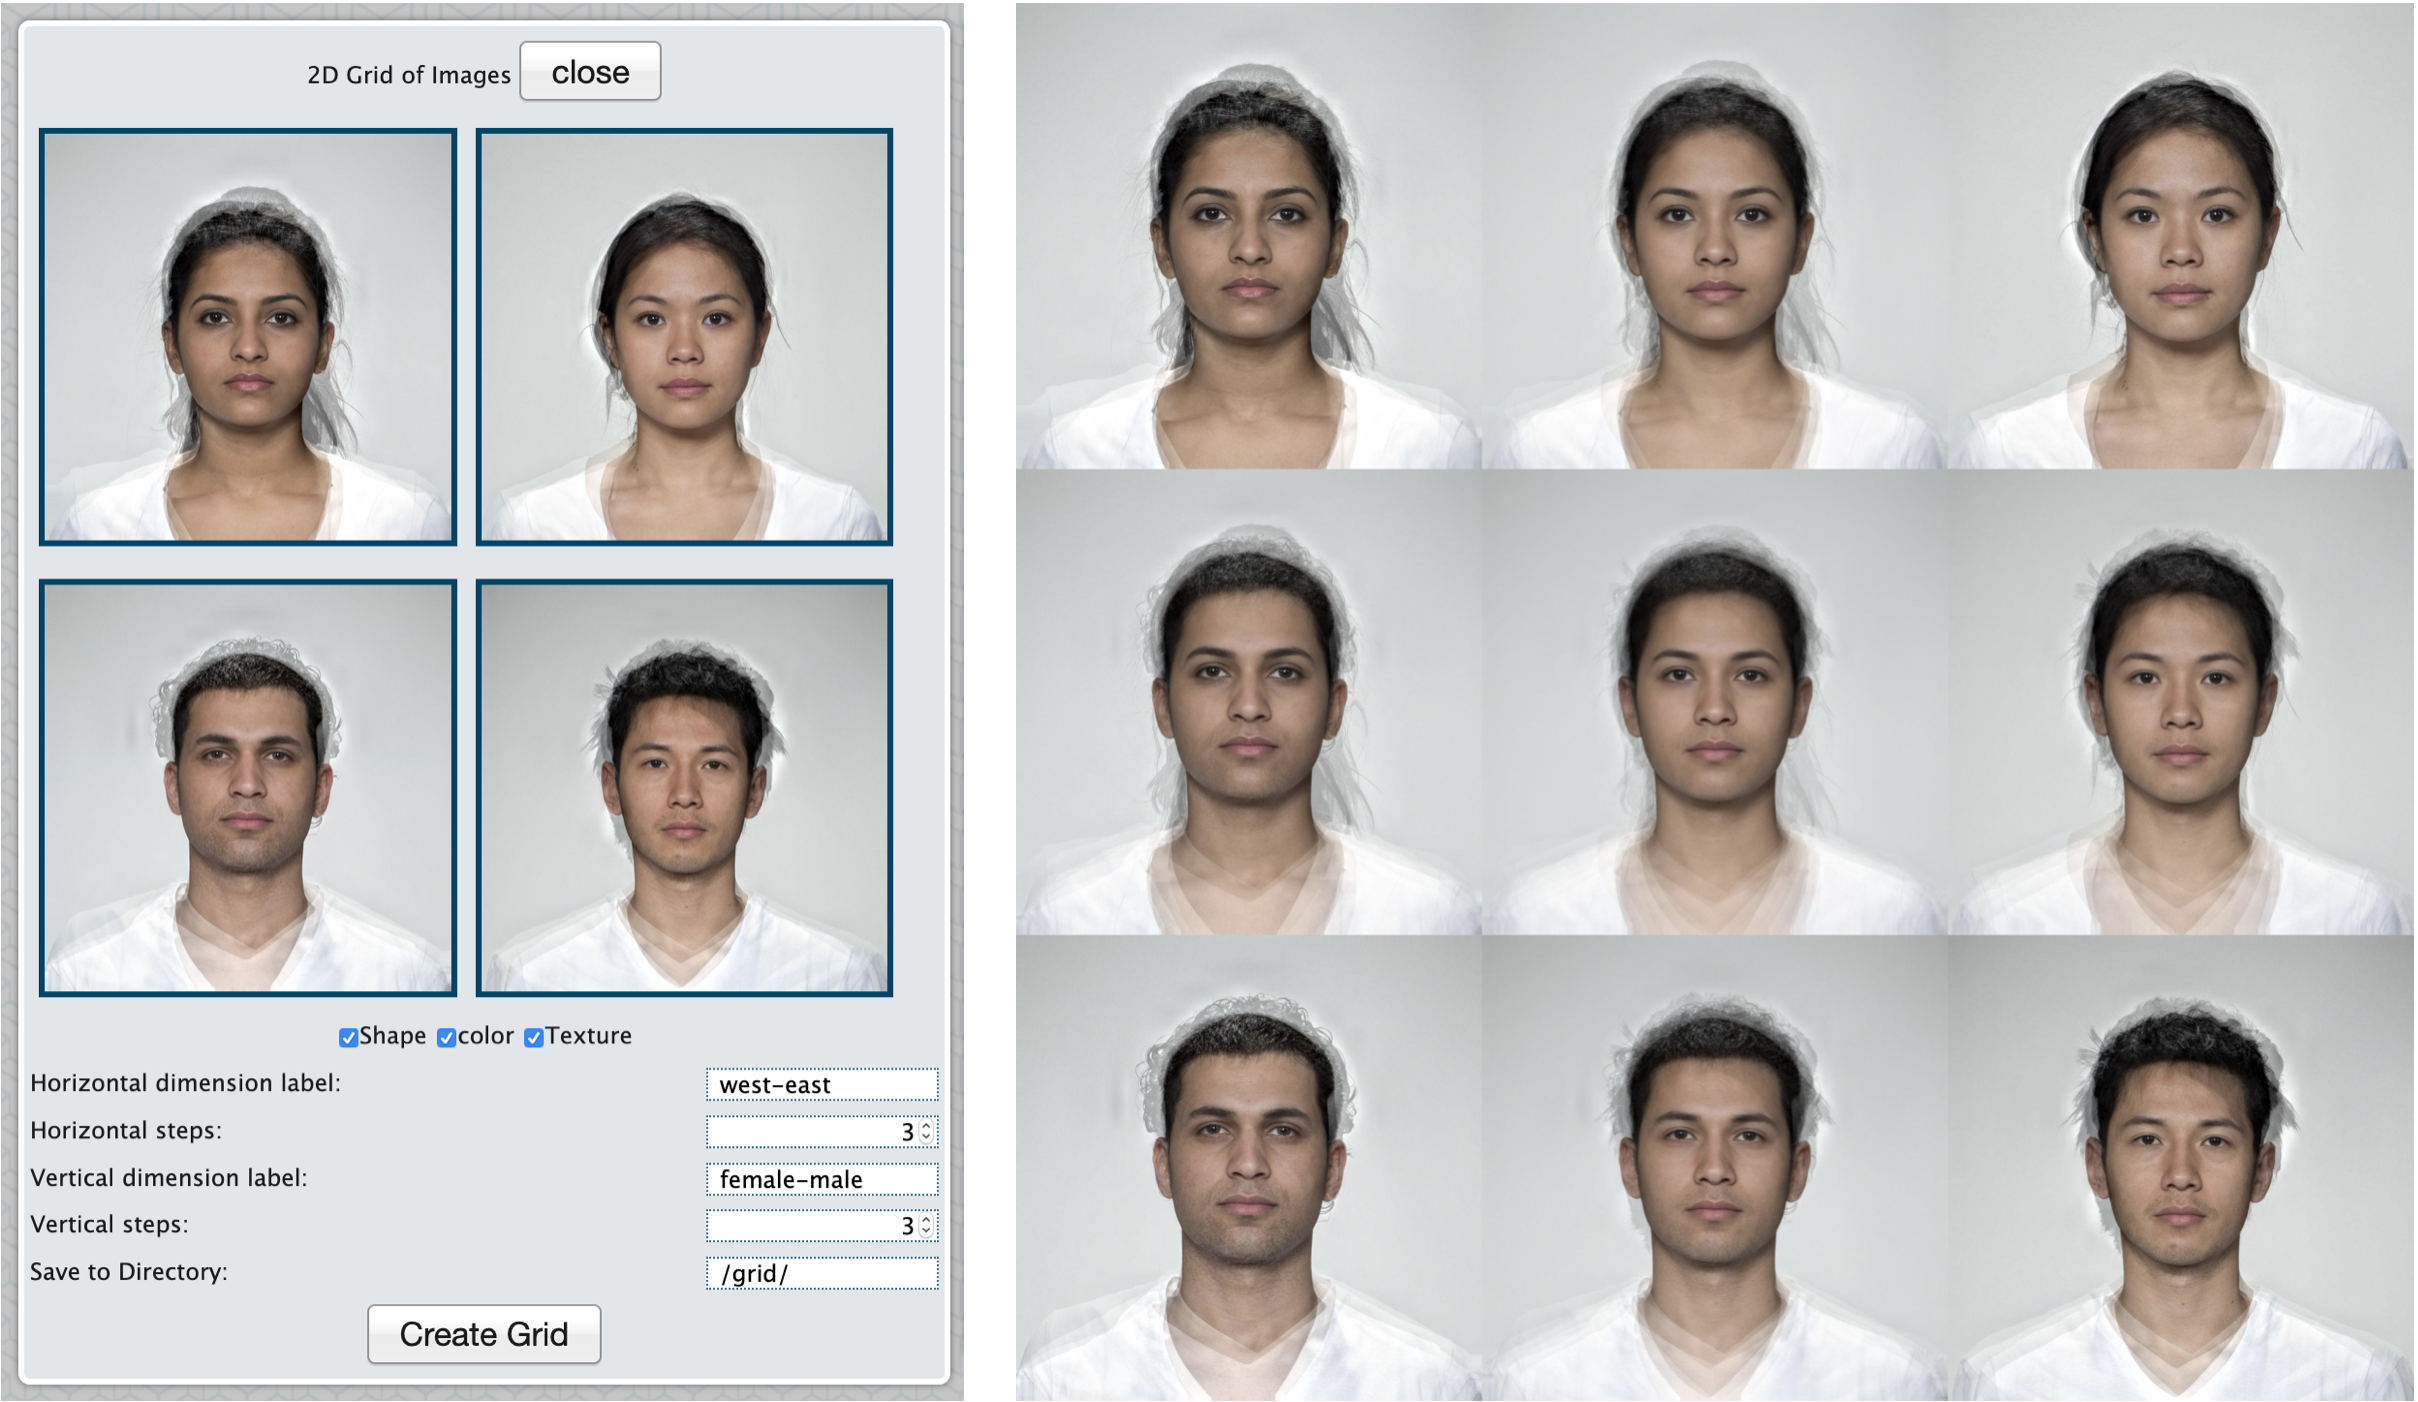 2D Grid of Images close
Shape color Texture
Horizontal dimension label: west-east
Horizontal steps: 3
Vertical dimension label: female-male
Vertical steps: 3
Save to Directory: /grid/
Create Grid